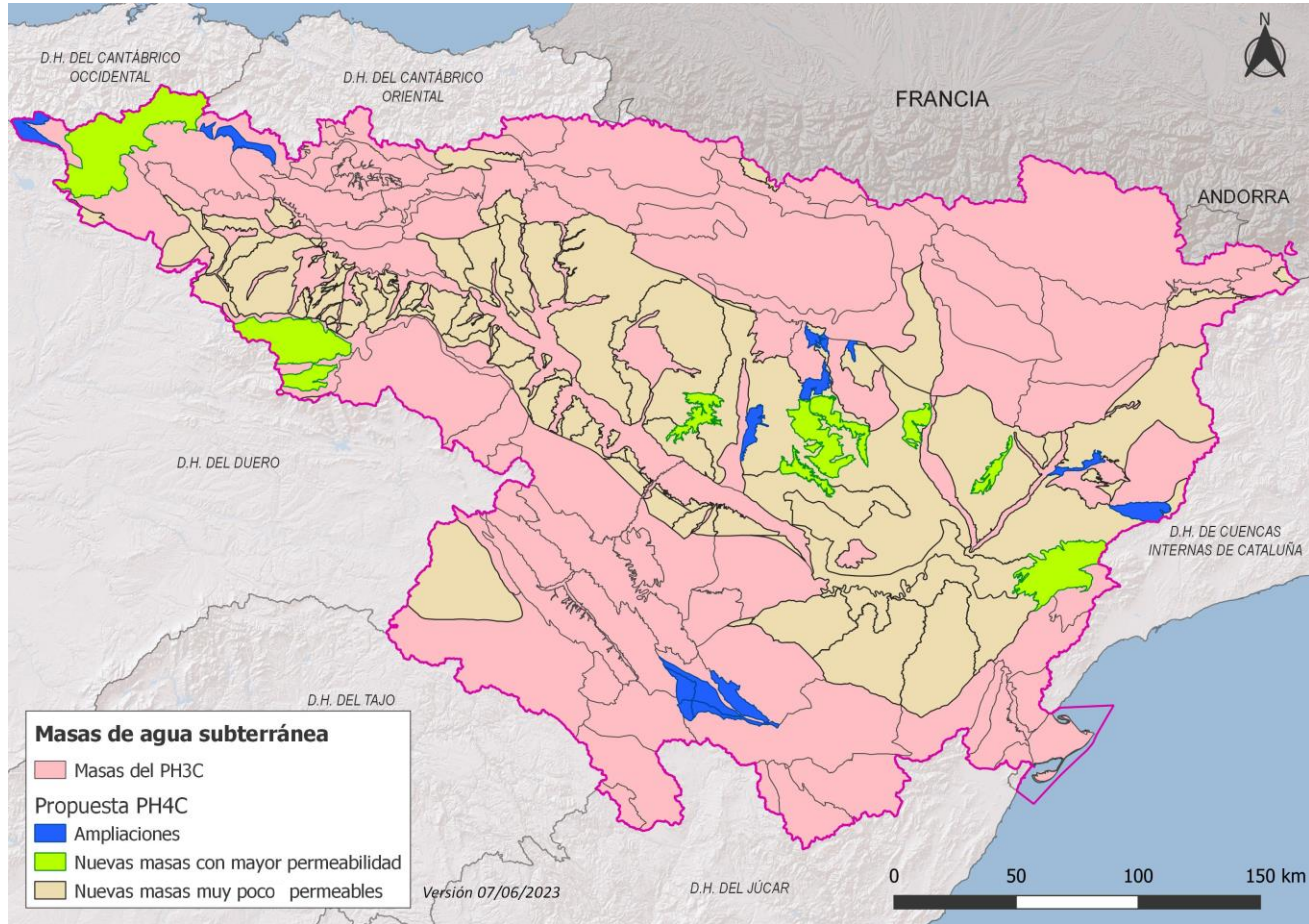 N
D.H. DEL CANTÁBRICO
OCCIDENTAL
D.H. DEL CANTÁBRICO
ORIENTAL
FRANCIA
ANDORRA
D.H. DEL DUERO
D.H. DE CUENCAS
INTERNAS DE CATALUÑA
D.H. DEL TAJO
Masas de agua subterránea
Masas del PH3C
Propuesta PH4C
Ampliaciones
Nuevas masas con mayor permeabilidad
Nuevas masas muy poco permeables
Versión 07/06/2023
D.H. DEL JÚCAR
0 50 100 150 km